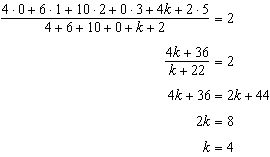 (4 · 0 + 6 · 1 + 10 · 2 + 0 · 3 + 4k + 2 · 5) / (4 + 6 + 10 + 0 + k + 2) = 2
(4k + 36) / (k + 22) = 2
4k + 36 = 2k + 44
2k = 8
k = 4